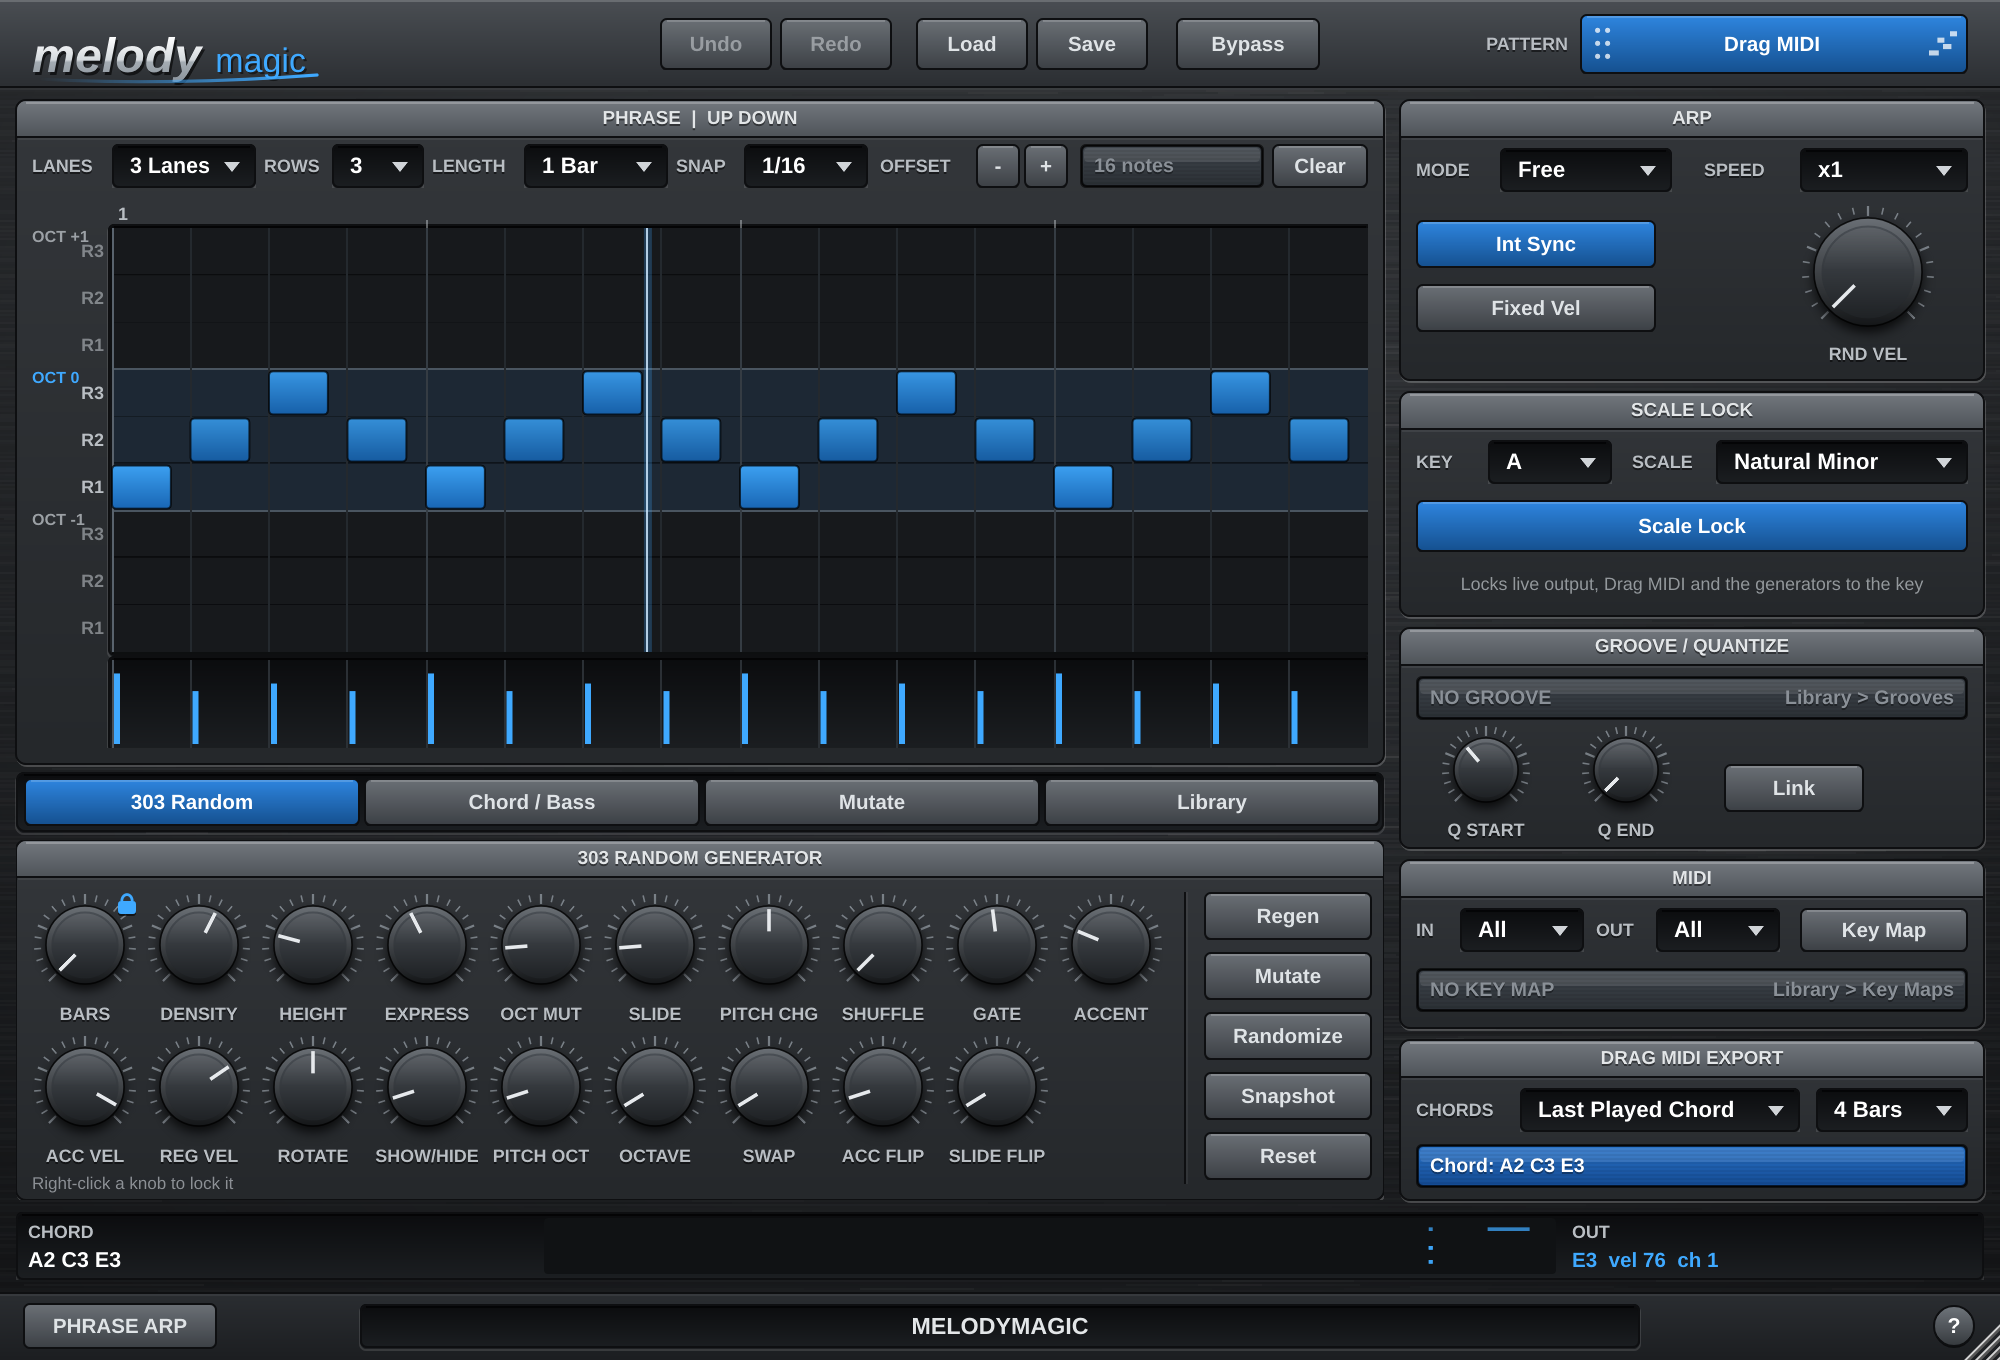 melody magic
Undo Redo Load Save Bypass PATTERN Drag MIDI
PHRASE | UP DOWN
LANES 3 Lanes ROWS 3 LENGTH 1 Bar SNAP 1/16 OFFSET - + 16 notes Clear
1
OCT +1
R3
R2
R1
OCT 0
R3
R2
R1
OCT -1
R3
R2
R1
303 Random Chord / Bass Mutate Library
303 RANDOM GENERATOR
BARS DENSITY HEIGHT EXPRESS OCT MUT SLIDE PITCH CHG SHUFFLE GATE ACCENT
ACC VEL REG VEL ROTATE SHOW/HIDE PITCH OCT OCTAVE SWAP ACC FLIP SLIDE FLIP
Right-click a knob to lock it
Regen
Mutate
Randomize
Snapshot
Reset
ARP
MODE Free SPEED x1
Int Sync
Fixed Vel
RND VEL
SCALE LOCK
KEY A SCALE Natural Minor
Scale Lock
Locks live output, Drag MIDI and the generators to the key
GROOVE / QUANTIZE
NO GROOVE Library > Grooves
Q START Q END Link
MIDI
IN All OUT All Key Map
NO KEY MAP Library > Key Maps
DRAG MIDI EXPORT
CHORDS Last Played Chord 4 Bars
Chord: A2 C3 E3
CHORD
A2 C3 E3
OUT
E3 vel 76 ch 1
PHRASE ARP MELODYMAGIC ?